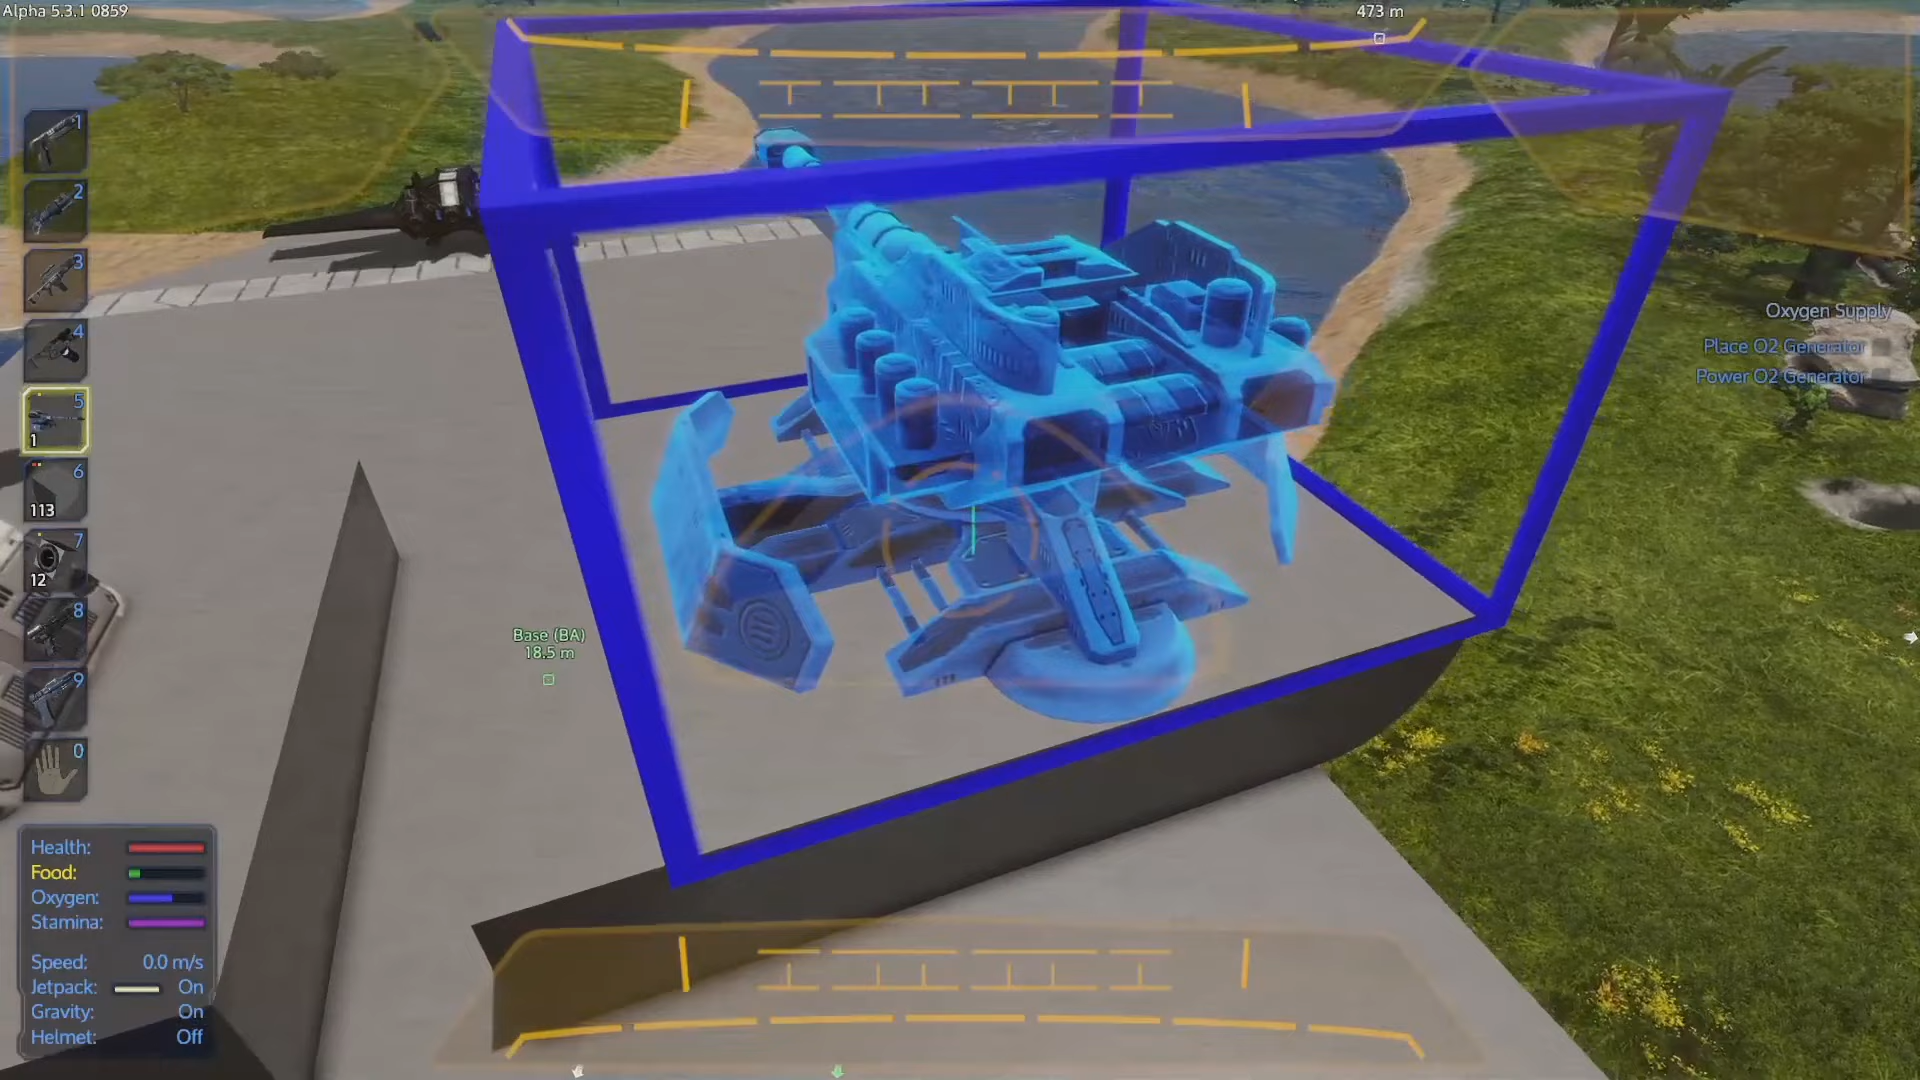 Alpha 5.3.1 0859
473 m
1
2
3
4
5
1
6
113
7
12
8
9
0
Oxygen Supply
Place O2 Generator
Power O2 Generator
Base (BA)
18.5 m
Health:
Food:
Oxygen:
Stamina:
Speed: 0.0 m/s
Jetpack: On
Gravity: On
Helmet: Off